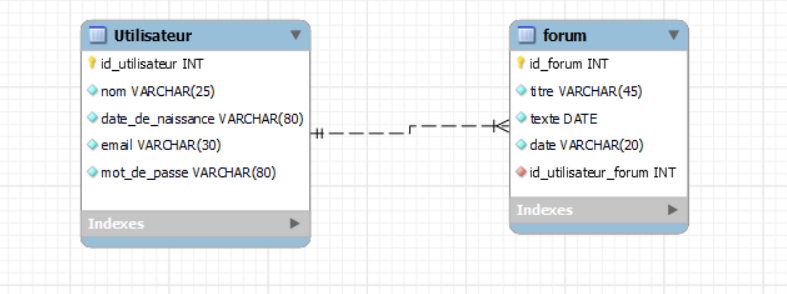 Utilisateur
id_utilisateur INT
nom VARCHAR(25)
date_de_naissance VARCHAR(80)
email VARCHAR(30)
mot_de_passe VARCHAR(80)
Indexes
forum
id_forum INT
titre VARCHAR(45)
texte DATE
date VARCHAR(20)
id_utilisateur_forum INT
Indexes